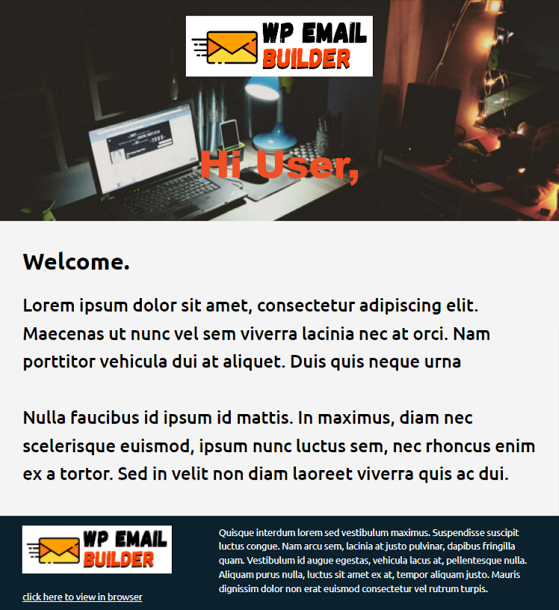 WP EMAIL
BUILDER
Hi User,
Welcome.
Lorem ipsum dolor sit amet, consectetur adipiscing elit.
Maecenas ut nunc vel sem viverra lacinia nec at orci. Nam
porttitor vehicula dui at aliquet. Duis quis neque urna
Nulla faucibus id ipsum id mattis. In maximus, diam nec
scelerisque euismod, ipsum nunc luctus sem, nec rhoncus enim
ex a tortor. Sed in velit non diam laoreet viverra quis ac dui.
WP EMAIL
BUILDER
click here to view in browser
Quisque interdum lorem sed vestibulum maximus. Suspendisse suscipit
luctus congue. Nam arcu sem, lacinia at justo pulvinar, dapibus fringilla
quam. Vestibulum id augue egestas, vehicula lacus at, pellentesque nulla.
Aliquam purus nulla, luctus sit amet ex at, tempor aliquam justo. Mauris
dignissim dolor non erat euismod consectetur vel rutrum turpis.